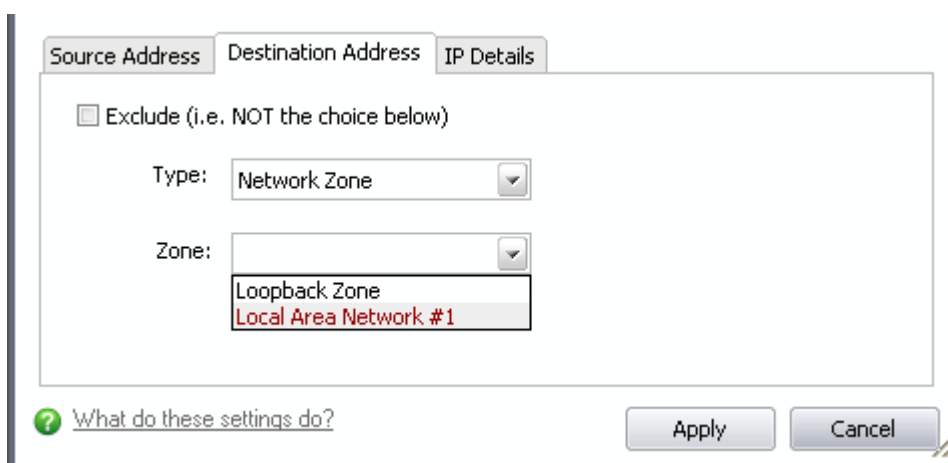 Source Address Destination Address IP Details
Exclude (i.e. NOT the choice below)
Type: Network Zone
Zone:
Loopback Zone
Local Area Network #1
What do these settings do? Apply Cancel